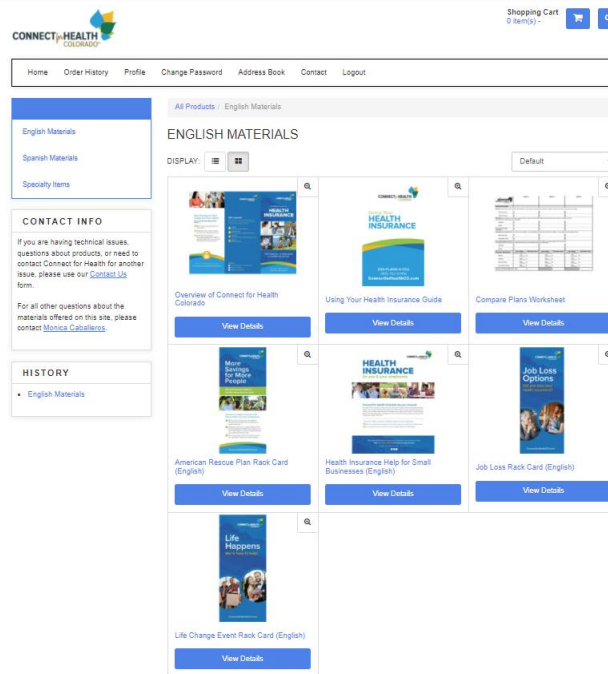 CONNECT for HEALTH
COLORADO
Shopping Cart
0 item(s) -
Home Order History Profile Change Password Address Book Contact Logout
All Products / English Materials
English Materials
Spanish Materials
Specialty Items
ENGLISH MATERIALS
DISPLAY:
Default
CONTACT INFO
If you are having technical issues,
questions about products, or need to
contact Connect for Health for another
issue, please use our Contact Us
form.
For all other questions about the
materials offered on this site, please
contact Monica Caballeros.
HISTORY
English Materials
HEALTH
INSURANCE
Overview of Connect for Health
Colorado
View Details
Using Your
HEALTH
INSURANCE
Using Your Health Insurance Guide
View Details
Compare Plans Worksheet
View Details
More
Savings
for More
People
American Rescue Plan Rack Card
(English)
View Details
HEALTH
INSURANCE
Health Insurance Help for Small
Businesses (English)
View Details
Job Loss
Options
Job Loss Rack Card (English)
View Details
Life
Happens
Life Change Event Rack Card (English)
View Details